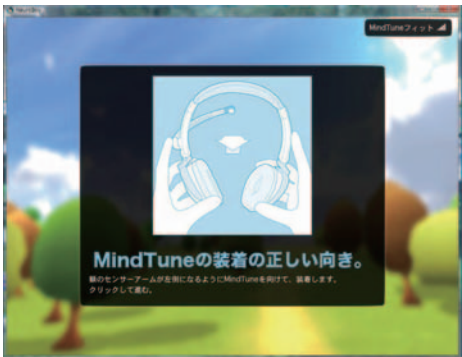 MindTuneフィット
MindTuneの装着の正しい向き。
額のセンサーアームが左側になるようにMindTuneを向けて、装着します。
クリックして進む。